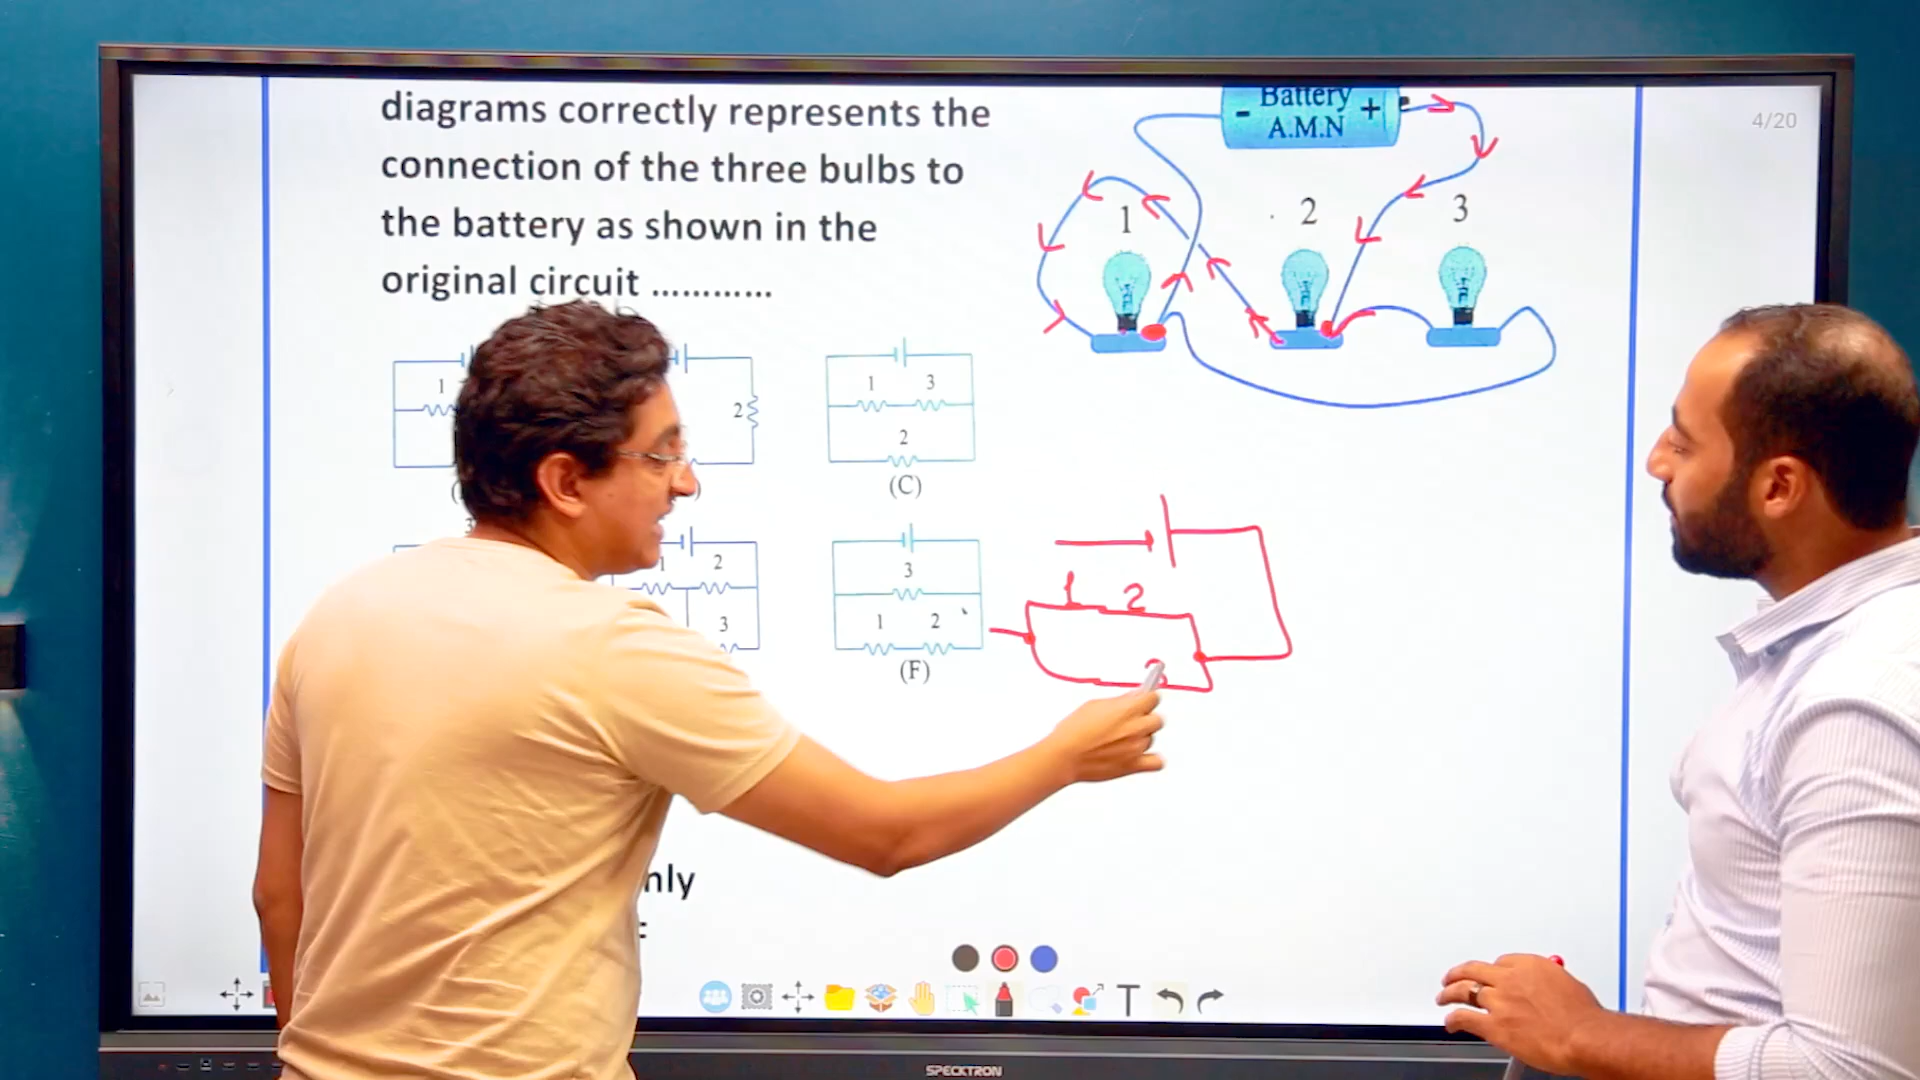 diagrams correctly represents the
connection of the three bulbs to
the battery as shown in the
original circuit ............
Battery
- +
A.M.N
4/20
1 2 3
1
2
1 3
2
(C)
3
1 2
3
3
1 2
(F)
1 2
nly
:
T
SPECKTRON